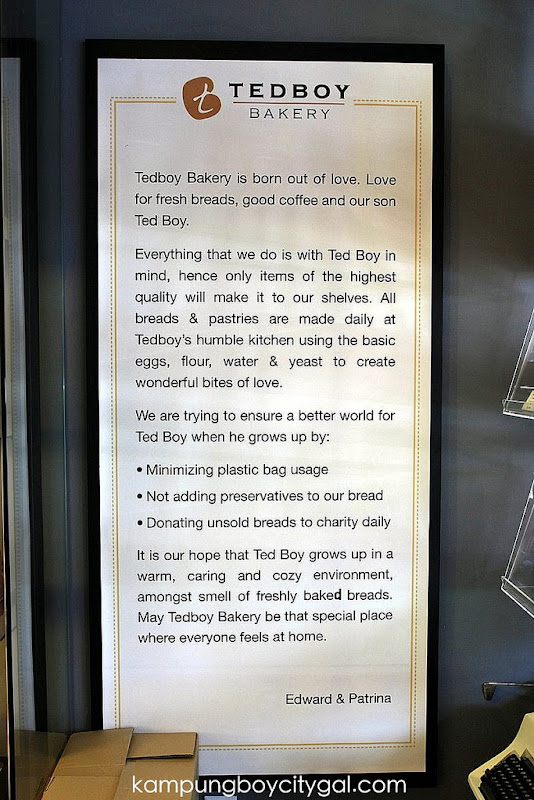 t TEDBOY
BAKERY
Tedboy Bakery is born out of love. Love
for fresh breads, good coffee and our son
Ted Boy.
Everything that we do is with Ted Boy in
mind, hence only items of the highest
quality will make it to our shelves. All
breads & pastries are made daily at
Tedboy's humble kitchen using the basic
eggs, flour, water & yeast to create
wonderful bites of love.
We are trying to ensure a better world for
Ted Boy when he grows up by:
• Minimizing plastic bag usage
• Not adding preservatives to our bread
• Donating unsold breads to charity daily
It is our hope that Ted Boy grows up in a
warm, caring and cozy environment,
amongst smell of freshly baked breads.
May Tedboy Bakery be that special place
where everyone feels at home.
Edward & Patrina
kampungboycitygal.com